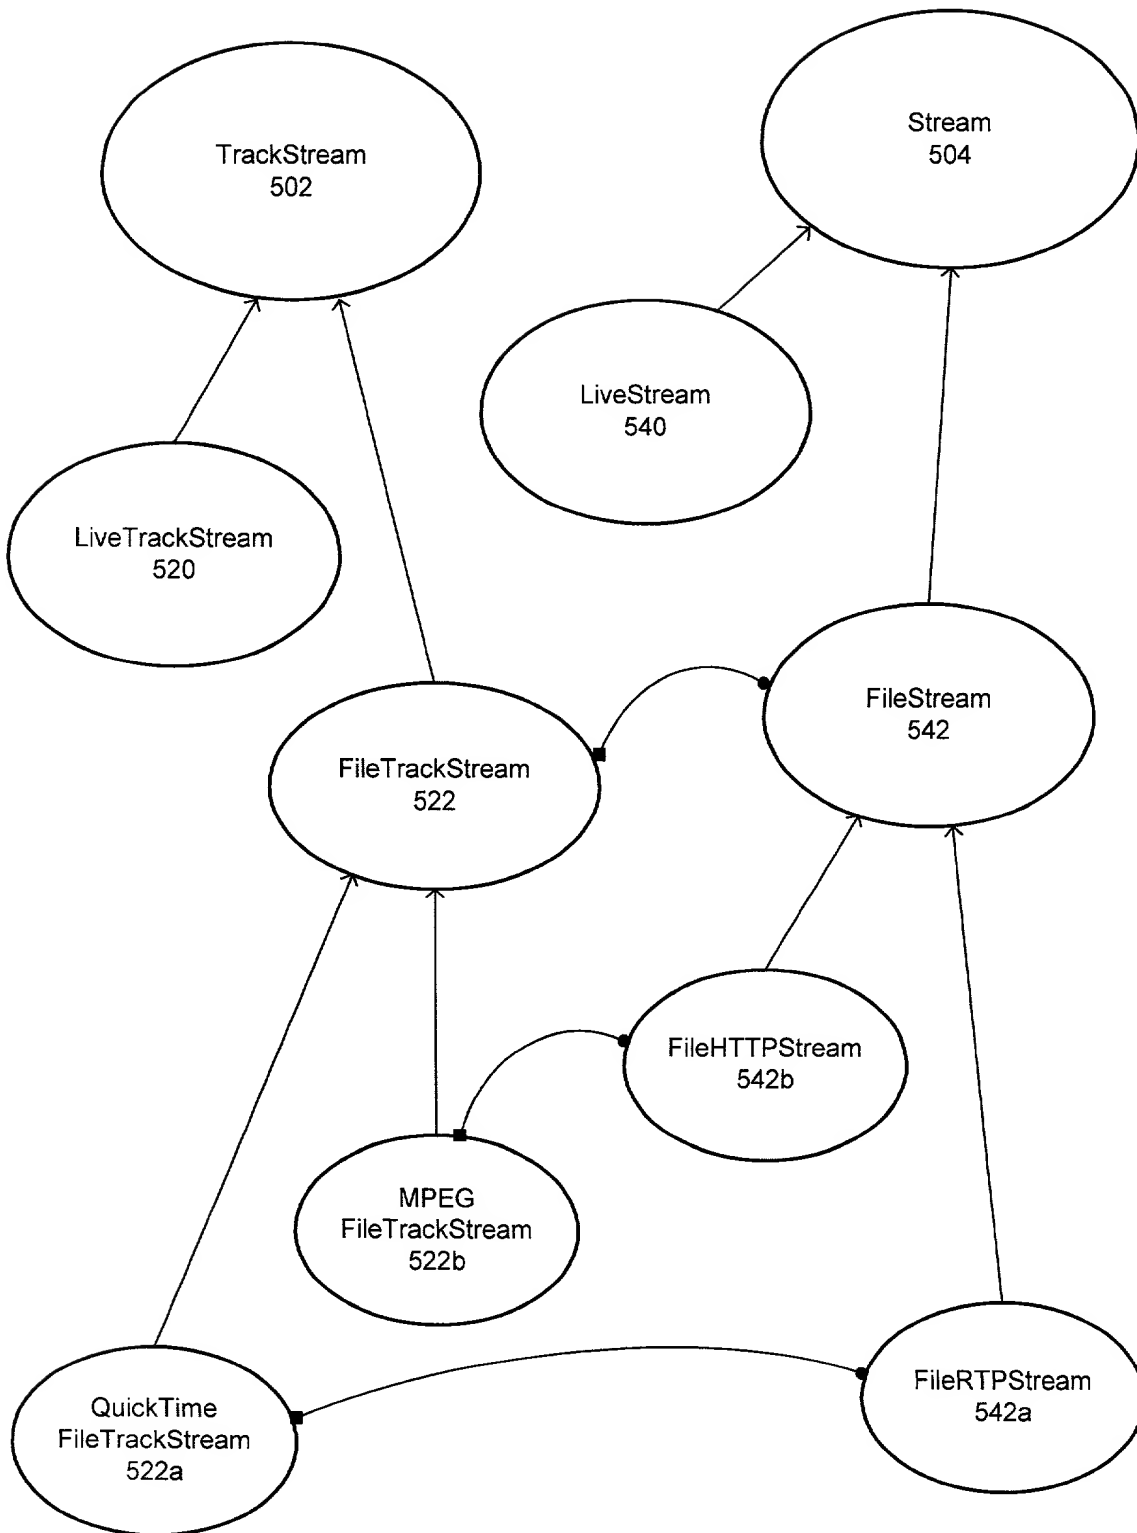 TrackStream
502
Stream
504
LiveStream
540
LiveTrackStream
520
FileStream
542
FileTrackStream
522
FileHTTPStream
542b
MPEG
FileTrackStream
522b
FileRTPStream
542a
QuickTime
FileTrackStream
522a